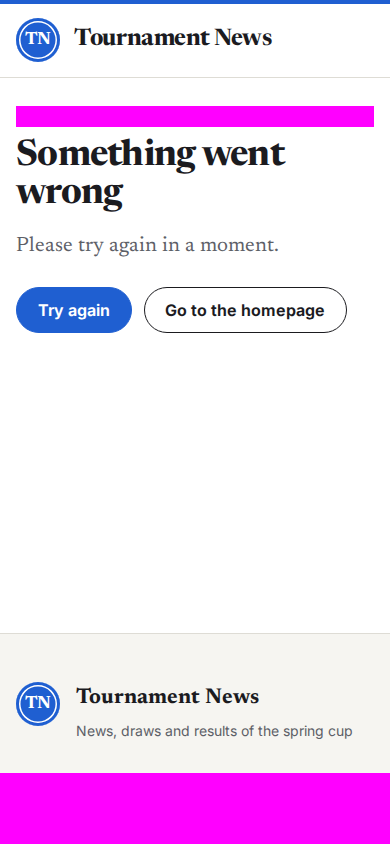 TN Tournament News
Something went
wrong
Please try again in a moment.
Try again Go to the homepage
TN Tournament News
News, draws and results of the spring cup